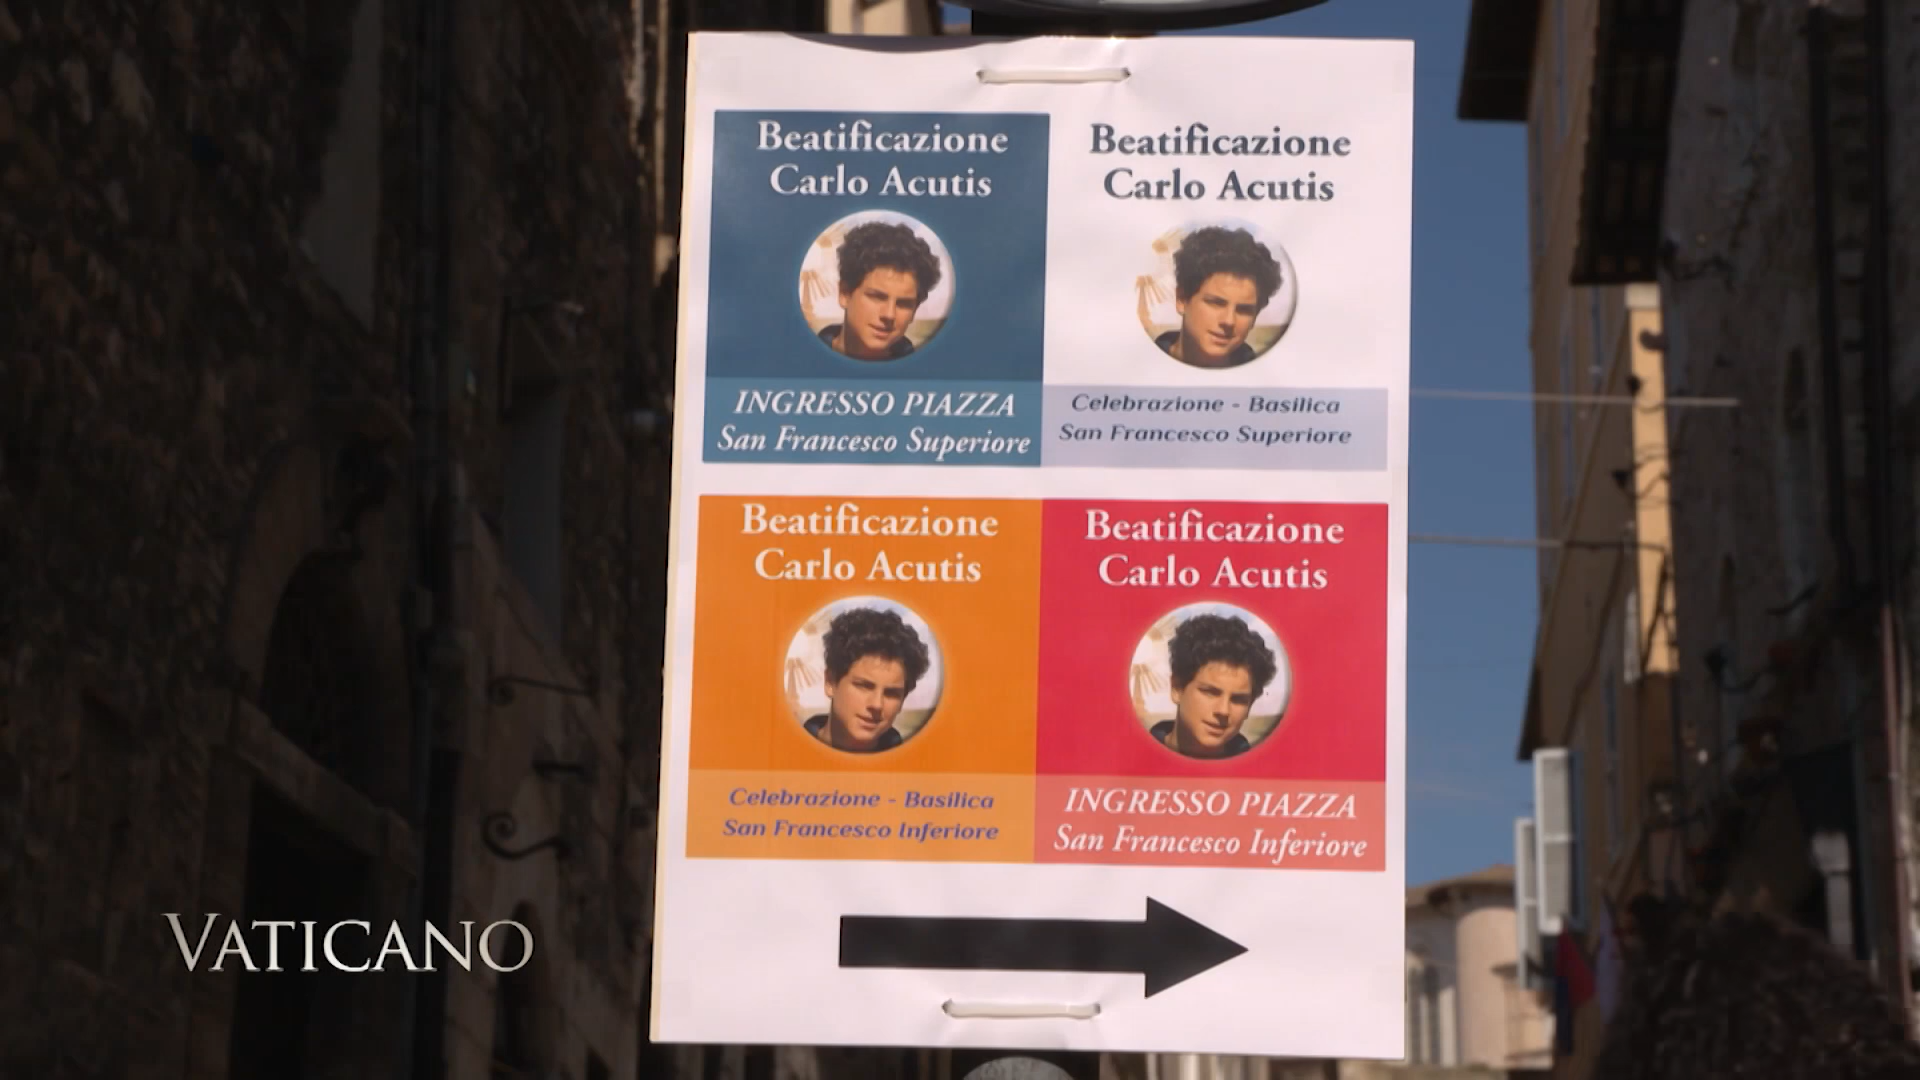 Beatificazione
Carlo Acutis
INGRESSO PIAZZA
San Francesco Superiore
Beatificazione
Carlo Acutis
Celebrazione - Basilica
San Francesco Superiore
Beatificazione
Carlo Acutis
Celebrazione - Basilica
San Francesco Inferiore
Beatificazione
Carlo Acutis
INGRESSO PIAZZA
San Francesco Inferiore
VATICANO